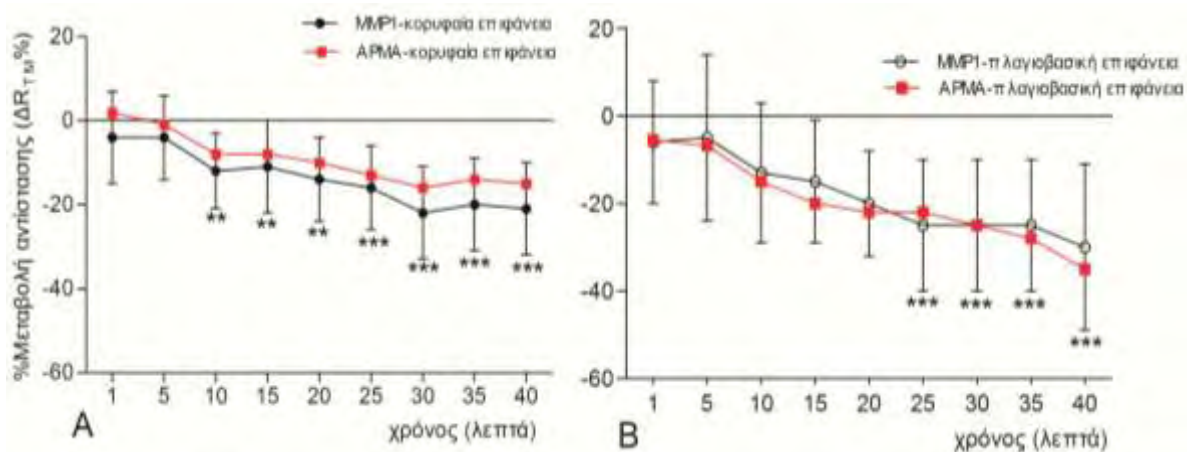 MMP1-κορυφαία επιφάνεια
APMA-κορυφαία επιφάνεια
%Μεταβολή αντίστασης (ΔR_TM%)
20
0
-20
-40
-60
** ** ** *** *** *** ***
1 5 10 15 20 25 30 35 40
A
χρόνος (λεπτά)
MMP1-πλαγιοβασική επιφάνεια
APMA-πλαγιοβασική επιφάνεια
20
0
-20
-40
-60
*** *** *** ***
1 5 10 15 20 25 30 35 40
B
χρόνος (λεπτά)